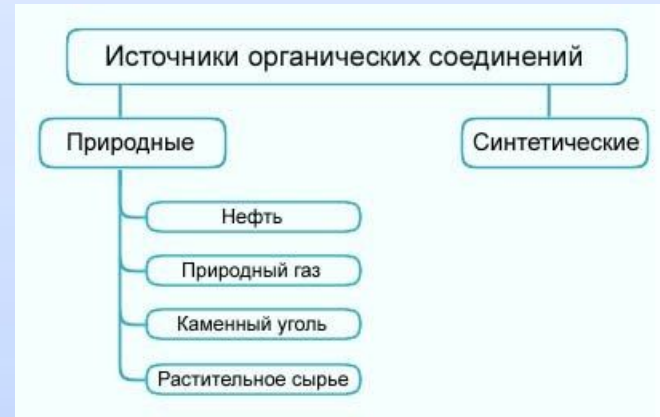 Источники органических соединений
Природные
Синтетические
Нефть
Природный газ
Каменный уголь
Растительное сырье